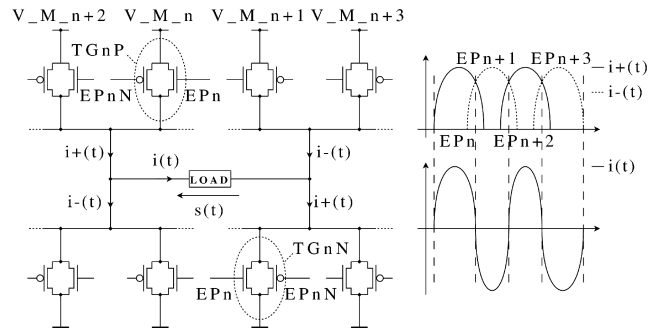 V_M_n+2 V_M_n V_M_n+1 V_M_n+3
TGnP
EPnN EPn
i+(t) i-(t)
i(t)
LOAD
s(t)
i-(t) i+(t)
TGnN
EPn EPnN
EPn+1 EPn+3
i+(t)
i-(t)
EPn EPn+2
i(t)